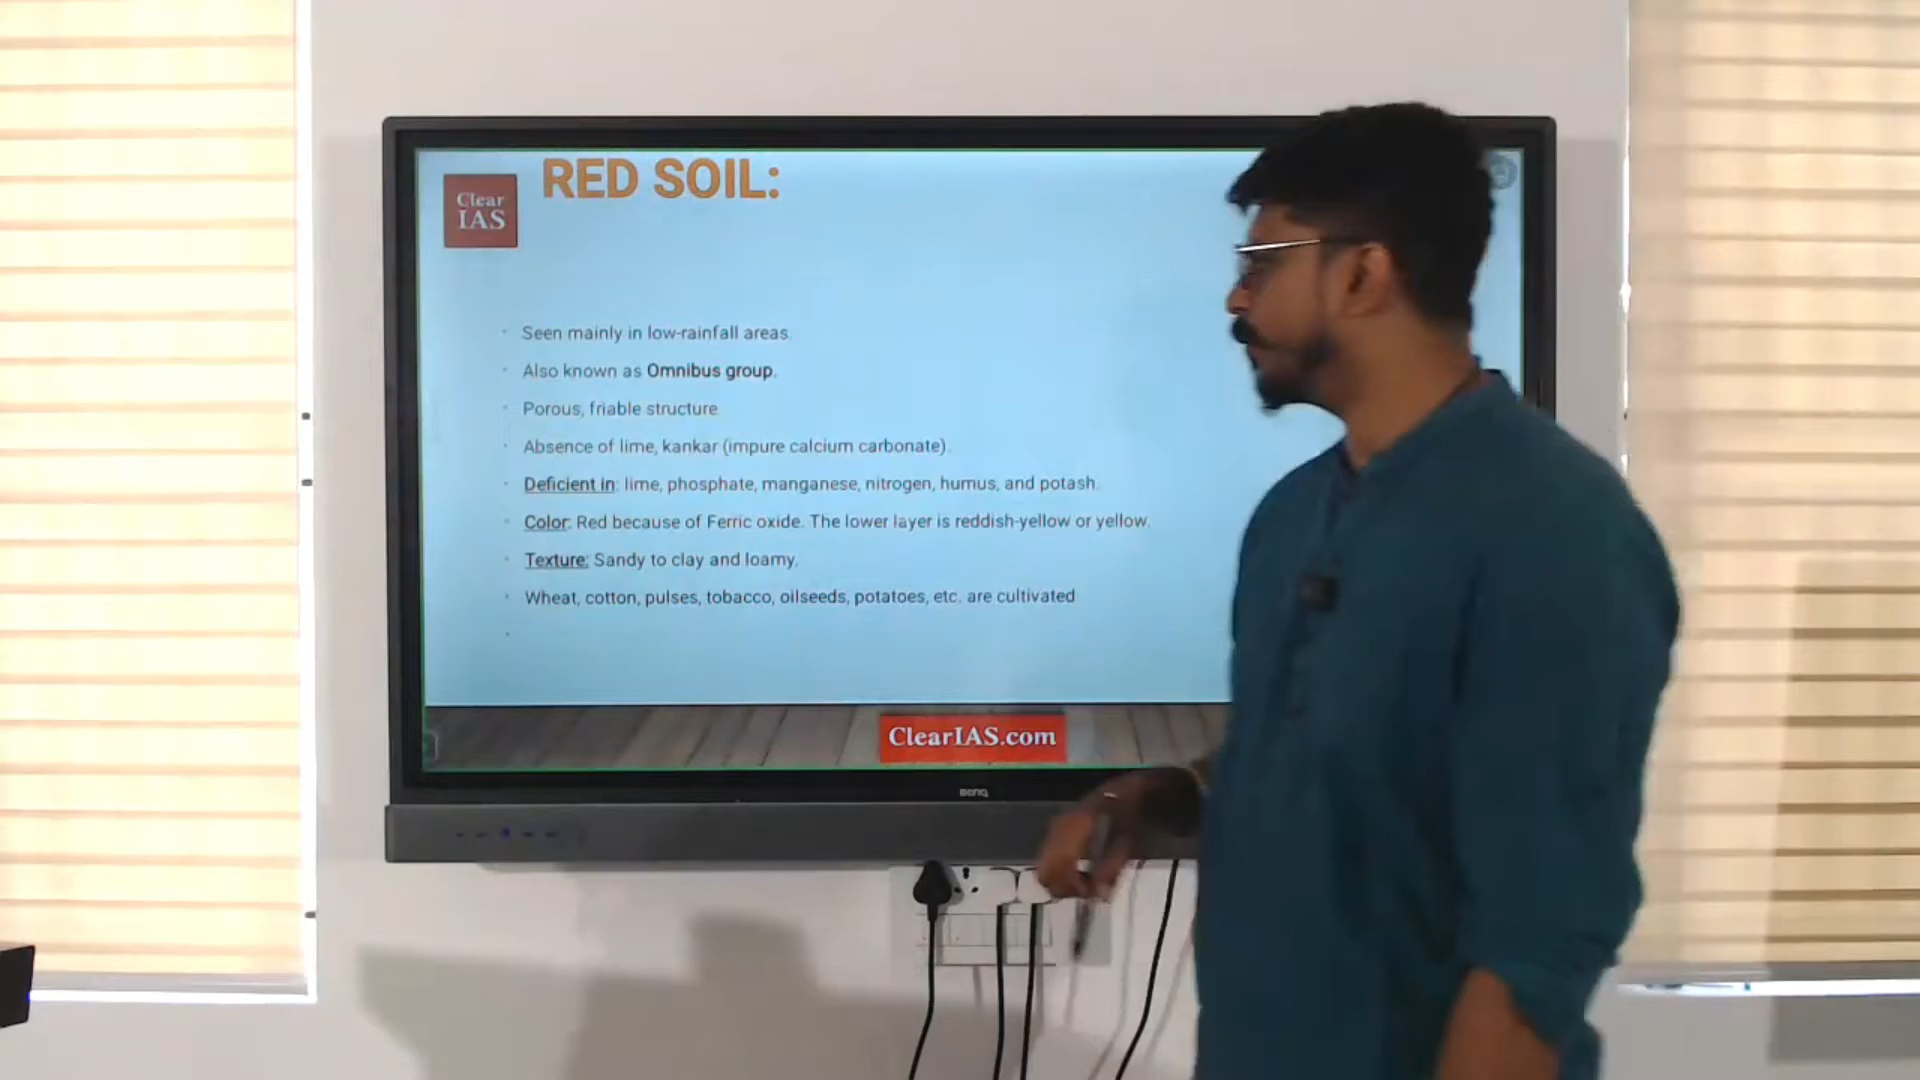 RED SOIL:
Clear
IAS
Seen mainly in low-rainfall areas.
Also known as Omnibus group.
Porous, friable structure
Absence of lime, kankar (impure calcium carbonate).
Deficient in: lime, phosphate, manganese, nitrogen, humus, and potash.
Color: Red because of Ferric oxide. The lower layer is reddish-yellow or yellow.
Texture: Sandy to clay and loamy.
Wheat, cotton, pulses, tobacco, oilseeds, potatoes, etc. are cultivated
ClearIAS.com
BenQ